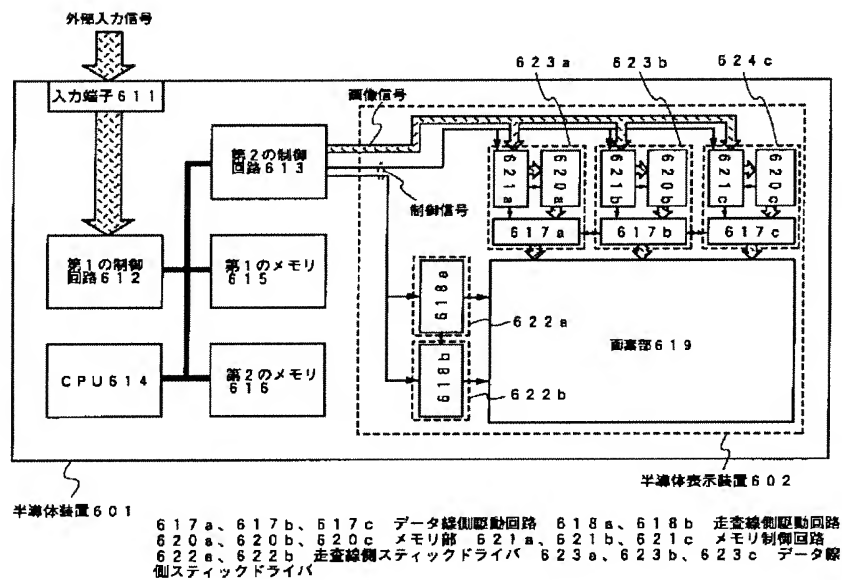 外部入力信号
入力端子611
画像信号
623a
623b
624c
第2の制御
回路613
制御信号
621a
620a
621b
620b
621c
620c
617a
617b
617c
第1の制御
回路612
第1のメモリ
615
618a
622a
画素部619
CPU614
第2のメモリ
616
618b
622b
半導体表示装置602
半導体装置601
617a、617b、617c データ線側駆動回路 618a、618b 走査線側駆動回路
620a、620b、620c メモリ部 621a、621b、621c メモリ制御回路
622a、622b 走査線側スティックドライバ 623a、623b、623c データ線
側スティックドライバ